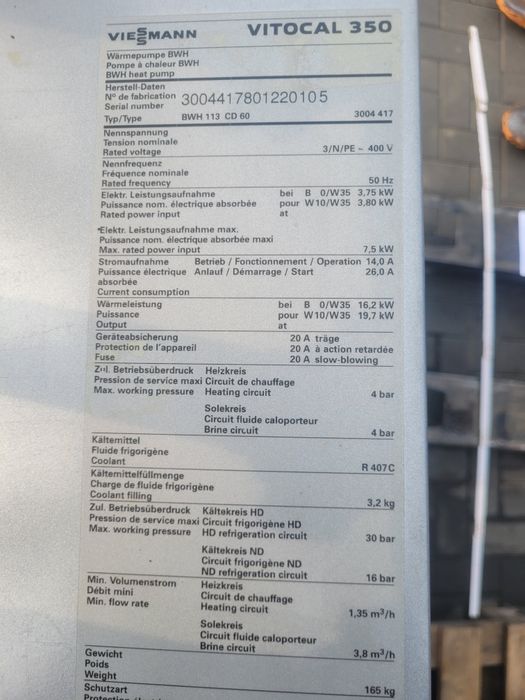 VIESSMANN VITOCAL 350
Wärmepumpe BWH
Pompe à chaleur BWH
BWH heat pump
Herstell-Daten
N° de fabrication 3004417801220105
Serial number
Typ/Type BWH 113 CD 60 3004 417
Nennspannung
Tension nominale
Rated voltage 3/N/PE ~ 400 V
Nennfrequenz
Fréquence nominale
Rated frequency 50 Hz
Elektr. Leistungsaufnahme bei B 0/W35 3,75 kW
Puissance nom. électrique absorbée pour W10/W35 3,80 kW
Rated power input at
Elektr. Leistungsaufnahme max.
Puissance nom. électrique absorbée maxi
Max. rated power input 7,5 kW
Stromaufnahme Betrieb / Fonctionnement / Operation 14,0 A
Puissance électrique Anlauf / Démarrage / Start 26,0 A
absorbée
Current consumption
Wärmeleistung bei B 0/W35 16,2 kW
Puissance pour W10/W35 19,7 kW
Output at
Geräteabsicherung 20 A träge
Protection de l'appareil 20 A à action retardée
Fuse 20 A slow-blowing
Zul. Betriebsüberdruck Heizkreis
Pression de service maxi Circuit de chauffage
Max. working pressure Heating circuit 4 bar
Solekreis
Circuit fluide caloporteur
Brine circuit 4 bar
Kältemittel
Fluide frigorigène
Coolant R 407C
Kältemittelfüllmenge
Charge de fluide frigorigène
Coolant filling 3,2 kg
Zul. Betriebsüberdruck Kältekreis HD
Pression de service maxi Circuit frigorigène HD
Max. working pressure HD refrigeration circuit 30 bar
Kältekreis ND
Circuit frigorigène ND
ND refrigeration circuit 16 bar
Min. Volumenstrom Heizkreis
Débit mini Circuit de chauffage
Min. flow rate Heating circuit 1,35 m³/h
Solekreis
Circuit fluide caloporteur
Brine circuit 3,8 m³/h
Gewicht
Poids
Weight 165 kg
Schutzart